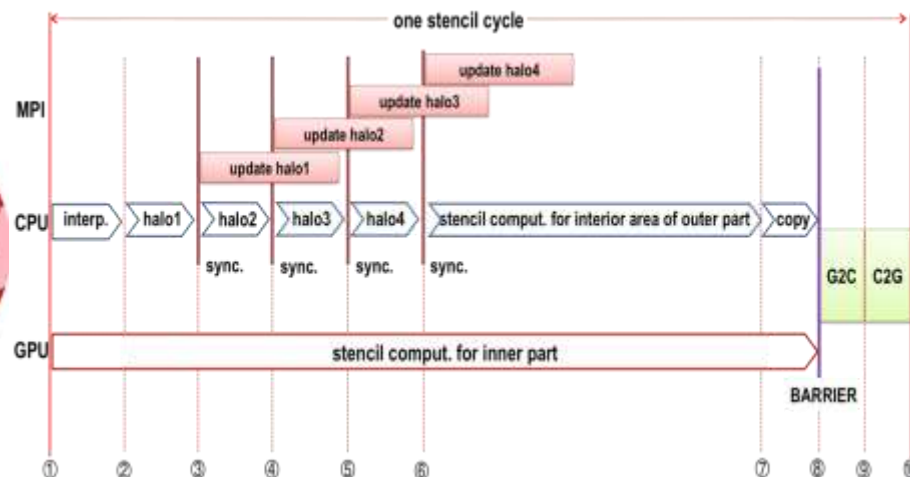 one stencil cycle
update halo4
MPI
update halo3
update halo2
update halo1
CPU
interp.
halo1
halo2
halo3
halo4
stencil comput. for interior area of outer part
copy
sync.
sync.
sync.
sync.
G2C
C2G
GPU
stencil comput. for inner part
BARRIER
① ② ③ ④ ⑤ ⑥ ⑦ ⑧ ⑨